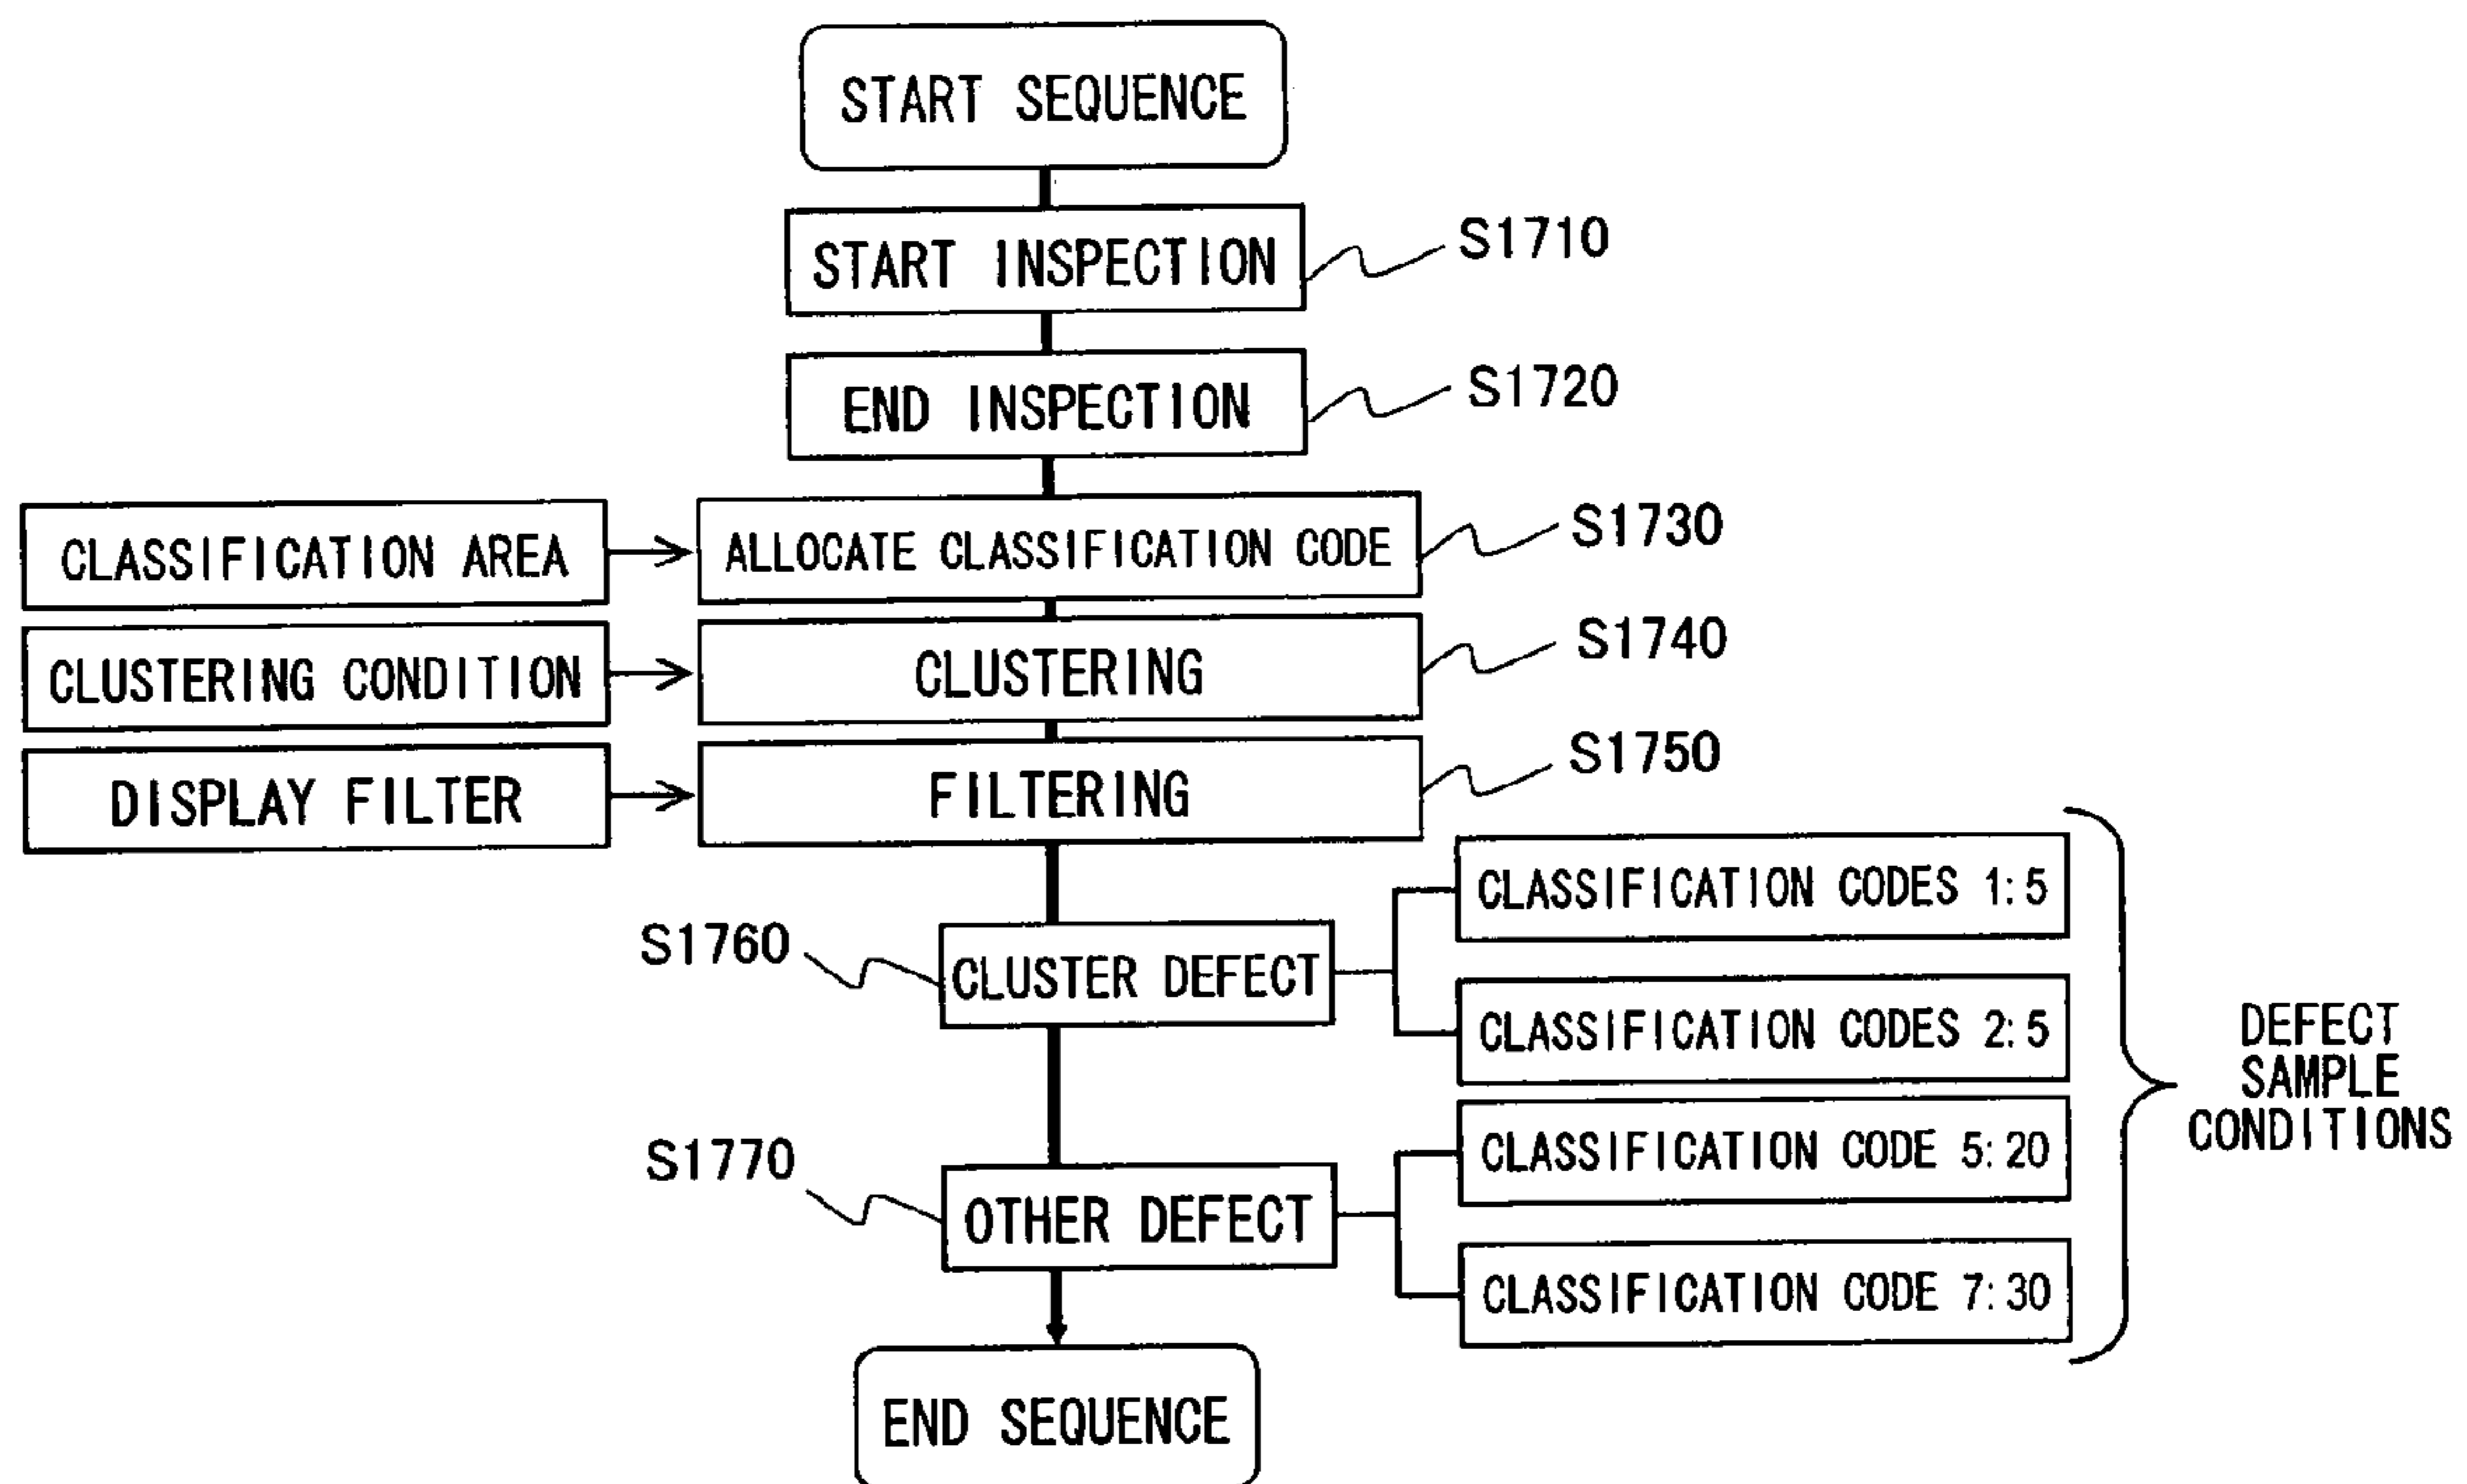 START SEQUENCE
START INSPECTION
S1710
END INSPECTION
S1720
CLASSIFICATION AREA
ALLOCATE CLASSIFICATION CODE
S1730
CLUSTERING CONDITION
CLUSTERING
S1740
DISPLAY FILTER
FILTERING
S1750
S1760
CLUSTER DEFECT
CLASSIFICATION CODES 1:5
CLASSIFICATION CODES 2:5
S1770
OTHER DEFECT
CLASSIFICATION CODE 5:20
CLASSIFICATION CODE 7:30
DEFECT
SAMPLE
CONDITIONS
END SEQUENCE